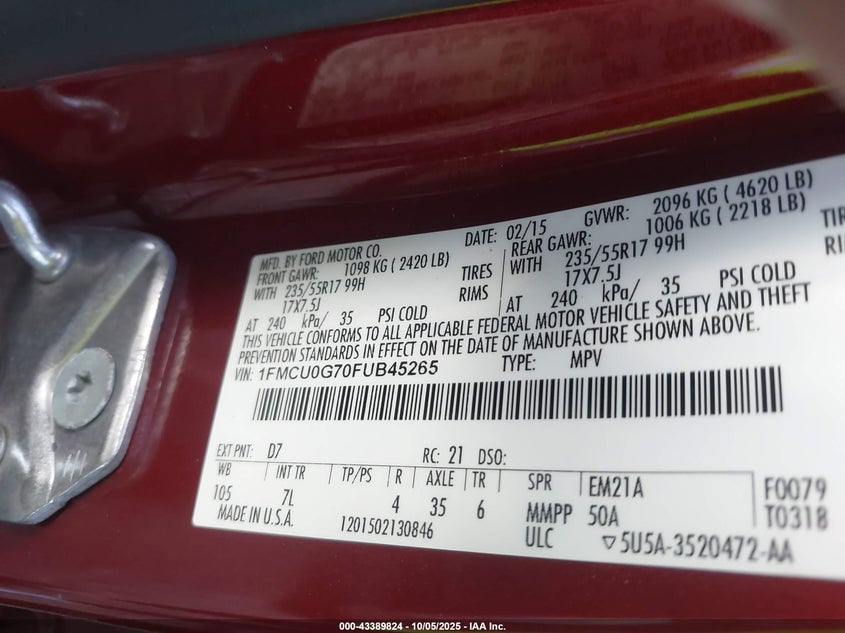 MFD. BY FORD MOTOR CO. DATE: 02/15 GVWR: 2096 KG ( 4620 LB)
FRONT GAWR: 1098 KG ( 2420 LB) REAR GAWR: 1006 KG ( 2218 LB)
WITH 235/55R17 99H TIRES WITH 235/55R17 99H TIRE
17X7.5J RIMS 17X7.5J
AT 240 kPa/ 35 PSI COLD AT 240 kPa/ 35 PSI COLD
THIS VEHICLE CONFORMS TO ALL APPLICABLE FEDERAL MOTOR VEHICLE SAFETY AND THEFT
PREVENTION STANDARDS IN EFFECT ON THE DATE OF MANUFACTURE SHOWN ABOVE.
VIN: 1FMCU0G70FUB45265 TYPE: MPV
EXT PNT: D7 RC: 21 DSO:
WB INT TR TP/PS R AXLE TR SPR EM21A F0079
105 7L 4 35 6 MMPP 50A T0318
MADE IN U.S.A. 1201502130846 ULC ▽5U5A-3520472-AA
000-43389824 - 10/05/2025 - IAA Inc.